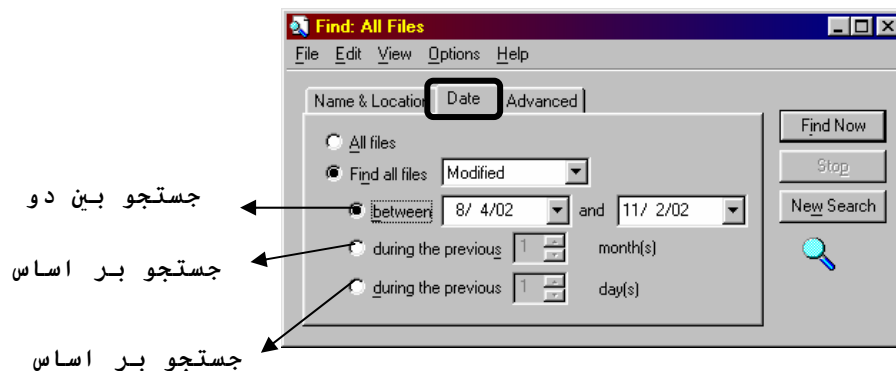 Find: All Files
File Edit View Options Help
Name & Location Date Advanced
All files
Find all files Modified
between 8/ 4/02 and 11/ 2/02
during the previous 1 month(s)
during the previous 1 day(s)
Find Now
Stop
New Search
جستجو بین دو
جستجو بر اساس
جستجو بر اساس